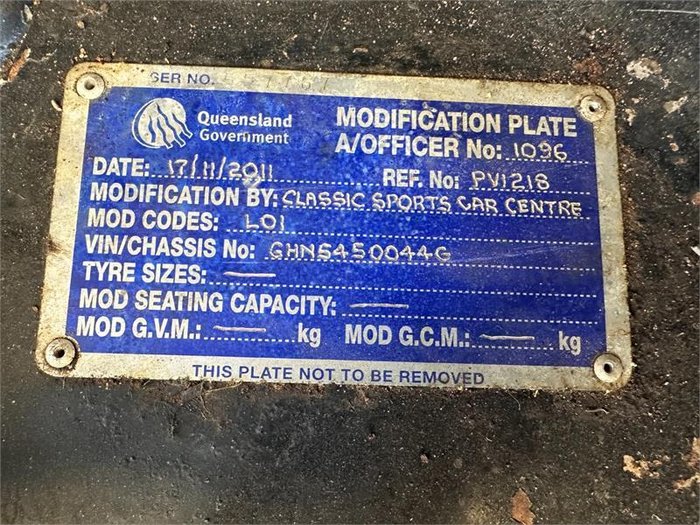 SER NO.
Queensland
Government
MODIFICATION PLATE
A/OFFICER No: 1096
DATE: 17/11/2011 REF. No: PV1218
MODIFICATION BY: CLASSIC SPORTS CAR CENTRE
MOD CODES: LO1
VIN/CHASSIS No: GHN5450044G
TYRE SIZES: —
MOD SEATING CAPACITY: —
MOD G.V.M.: — kg MOD G.C.M.: — kg
THIS PLATE NOT TO BE REMOVED